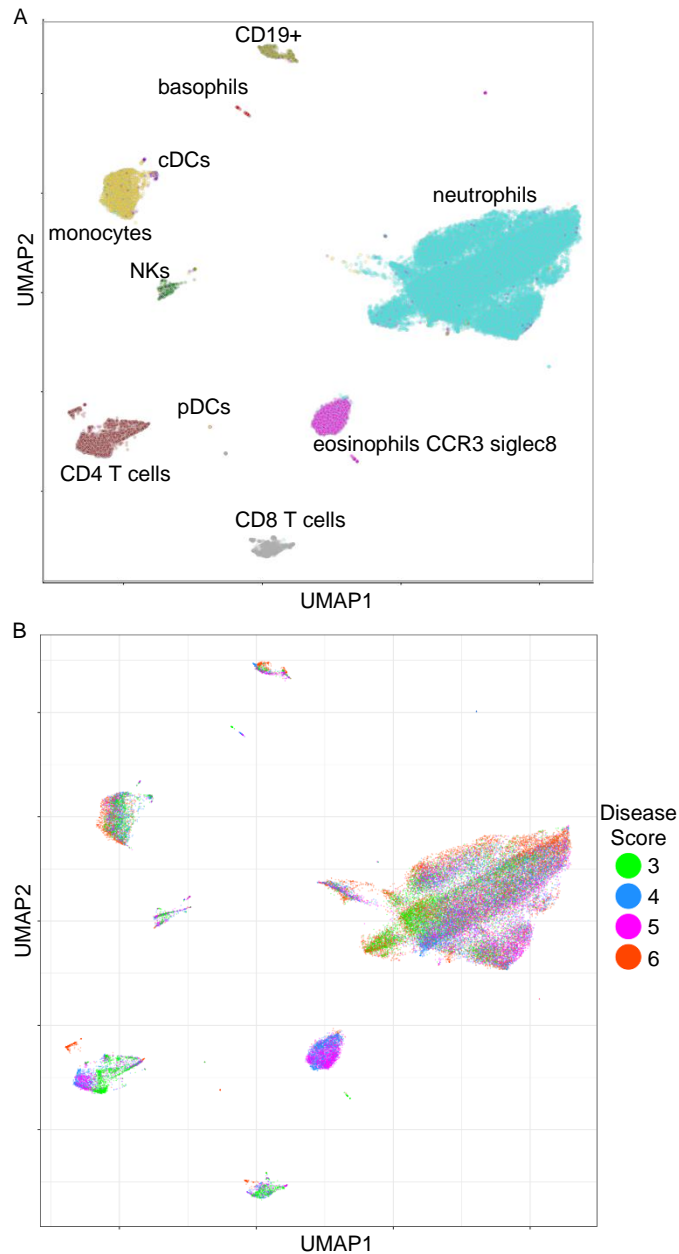 A
CD19+
basophils
cDCs
neutrophils
monocytes
NKs
UMAP2
pDCs
eosinophils CCR3 siglec8
CD4 T cells
CD8 T cells
UMAP1
B
Disease
Score
3
4
5
6
UMAP2
UMAP1